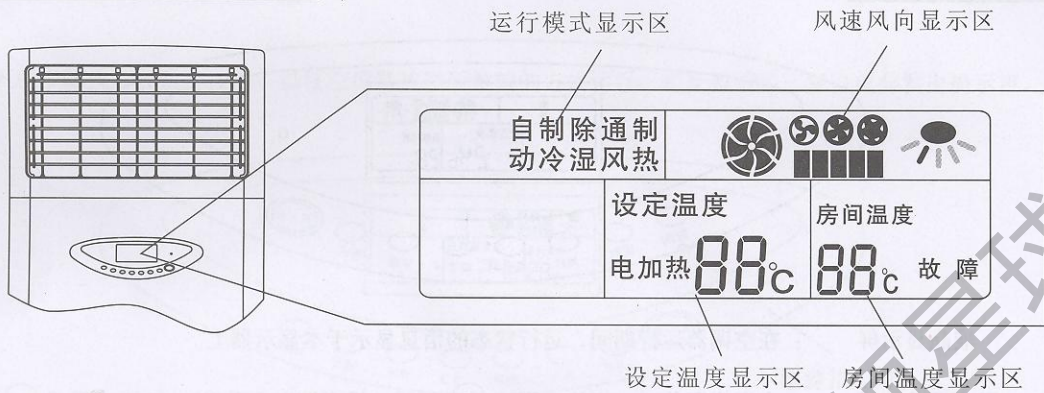 运行模式显示区
风速风向显示区
自制除通制
动冷湿风热
设定温度
房间温度
电加热88℃
88℃ 故障
设定温度显示区
房间温度显示区